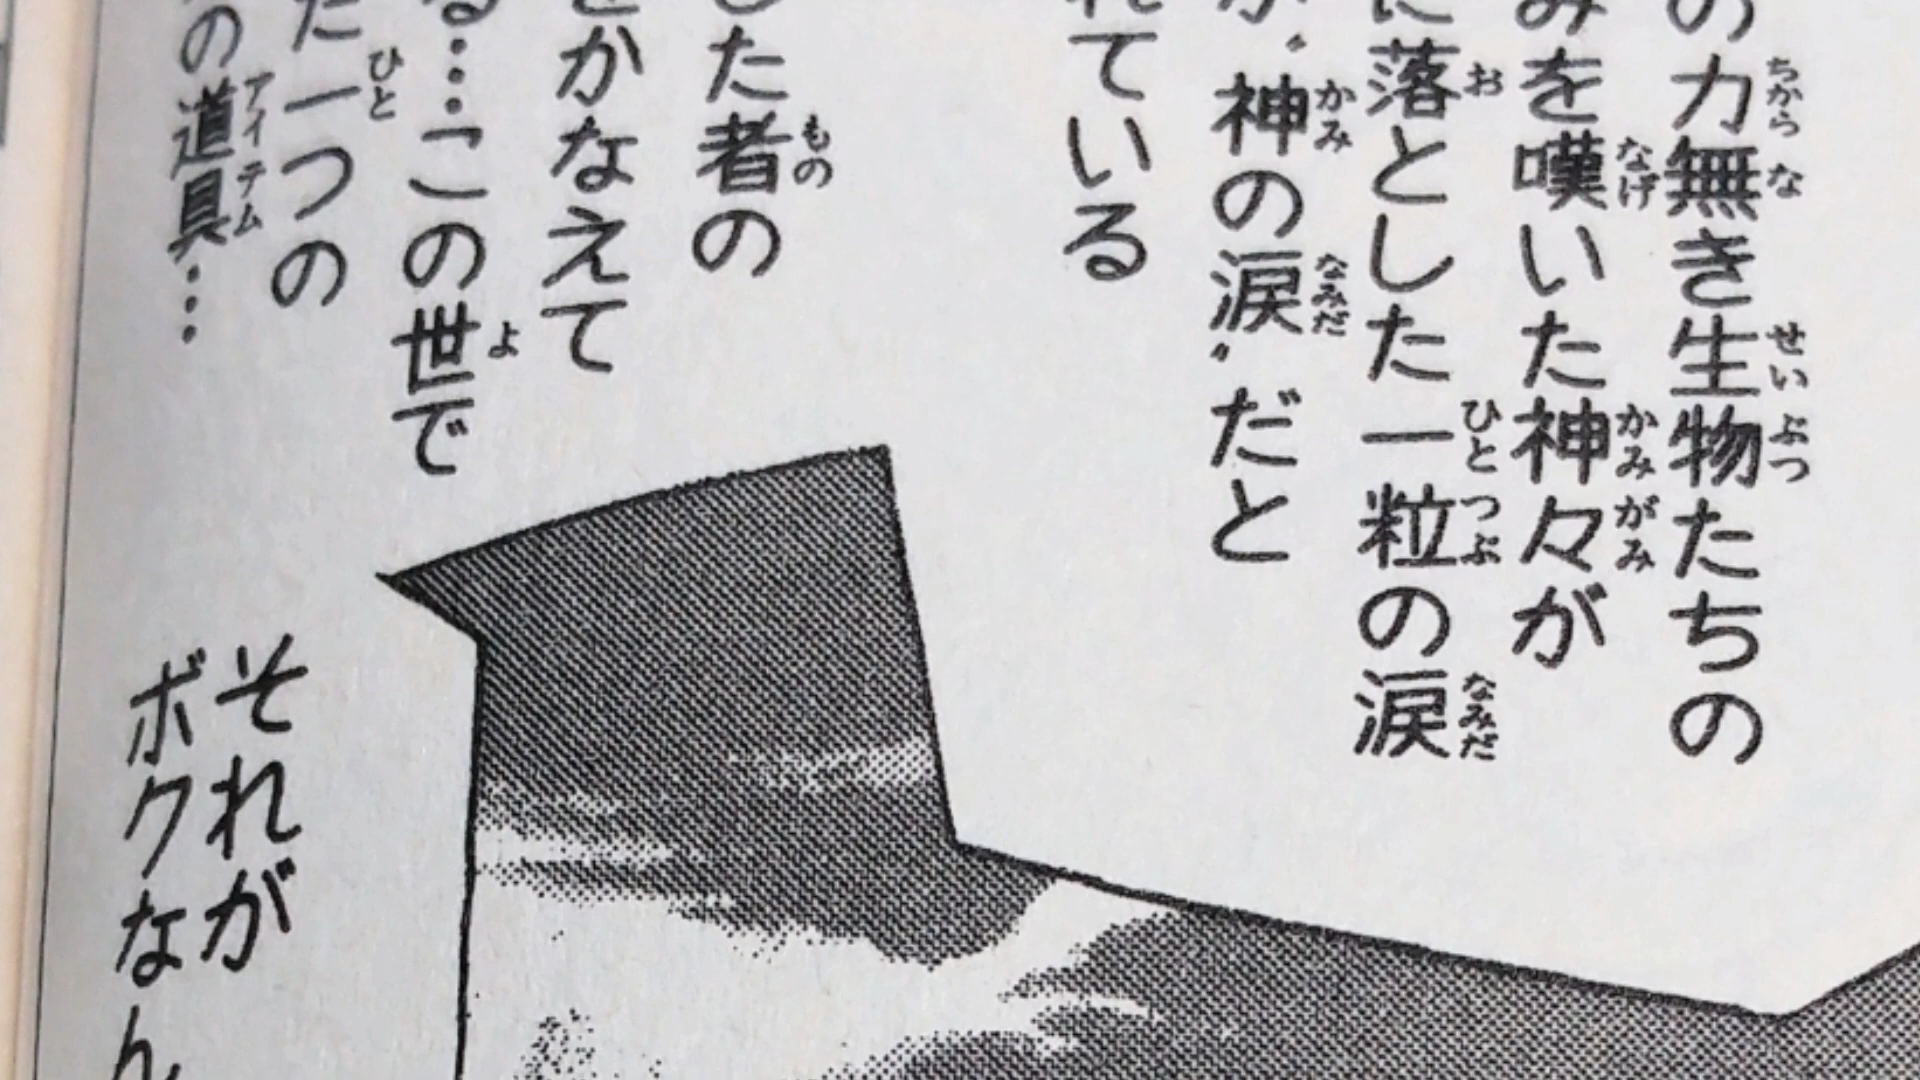 の力無き生物たちの
みを嘆いた神々が
に落とした一粒の涙
が〝神の涙〟だと
れている
した者の
をかなえて
る…この世で
た一つの
の道具…
それが
ボクなん